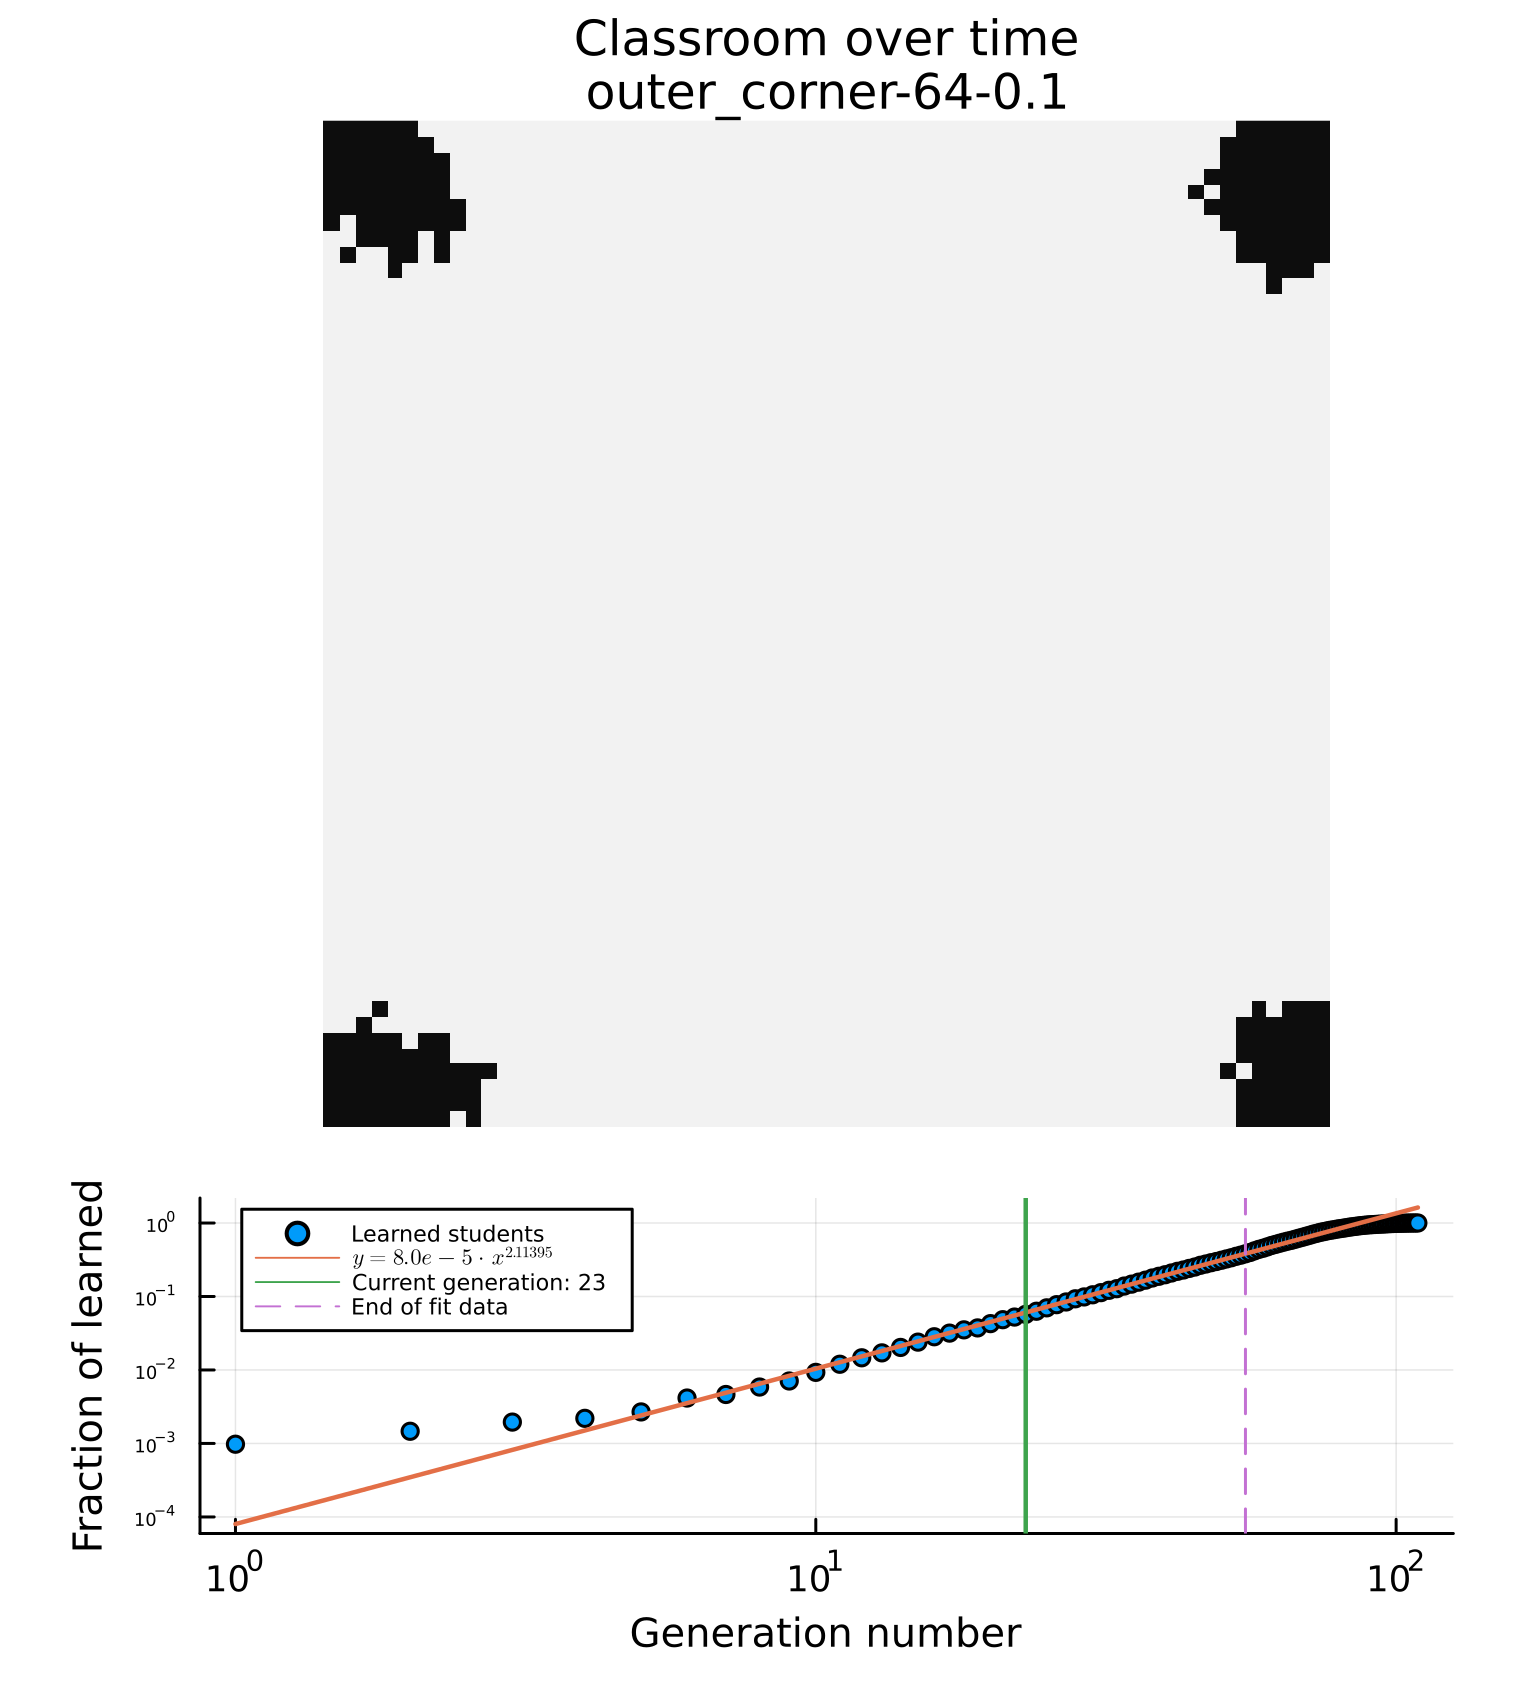 Classroom over time
outer_corner-64-0.1
Fraction of learned
10^0
10^-1
10^-2
10^-3
10^-4
Learned students
y = 8.0e − 5 · x^2.11395
Current generation: 23
End of fit data
10^0 10^1 10^2
Generation number